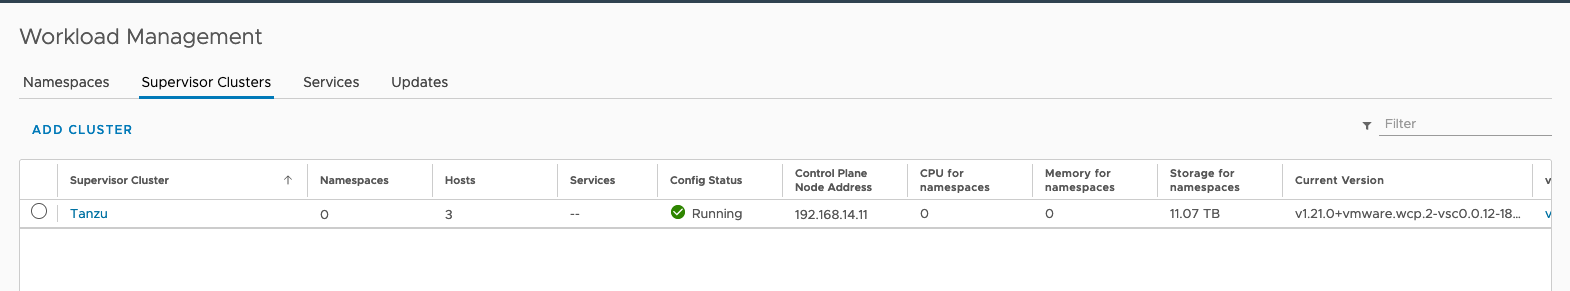 Workload Management
Namespaces Supervisor Clusters Services Updates
ADD CLUSTER Filter
Supervisor Cluster Namespaces Hosts Services Config Status Control Plane Node Address CPU for namespaces Memory for namespaces Storage for namespaces Current Version v
Tanzu 0 3 -- Running 192.168.14.11 0 0 11.07 TB v1.21.0+vmware.wcp.2-vsc0.0.12-18... v